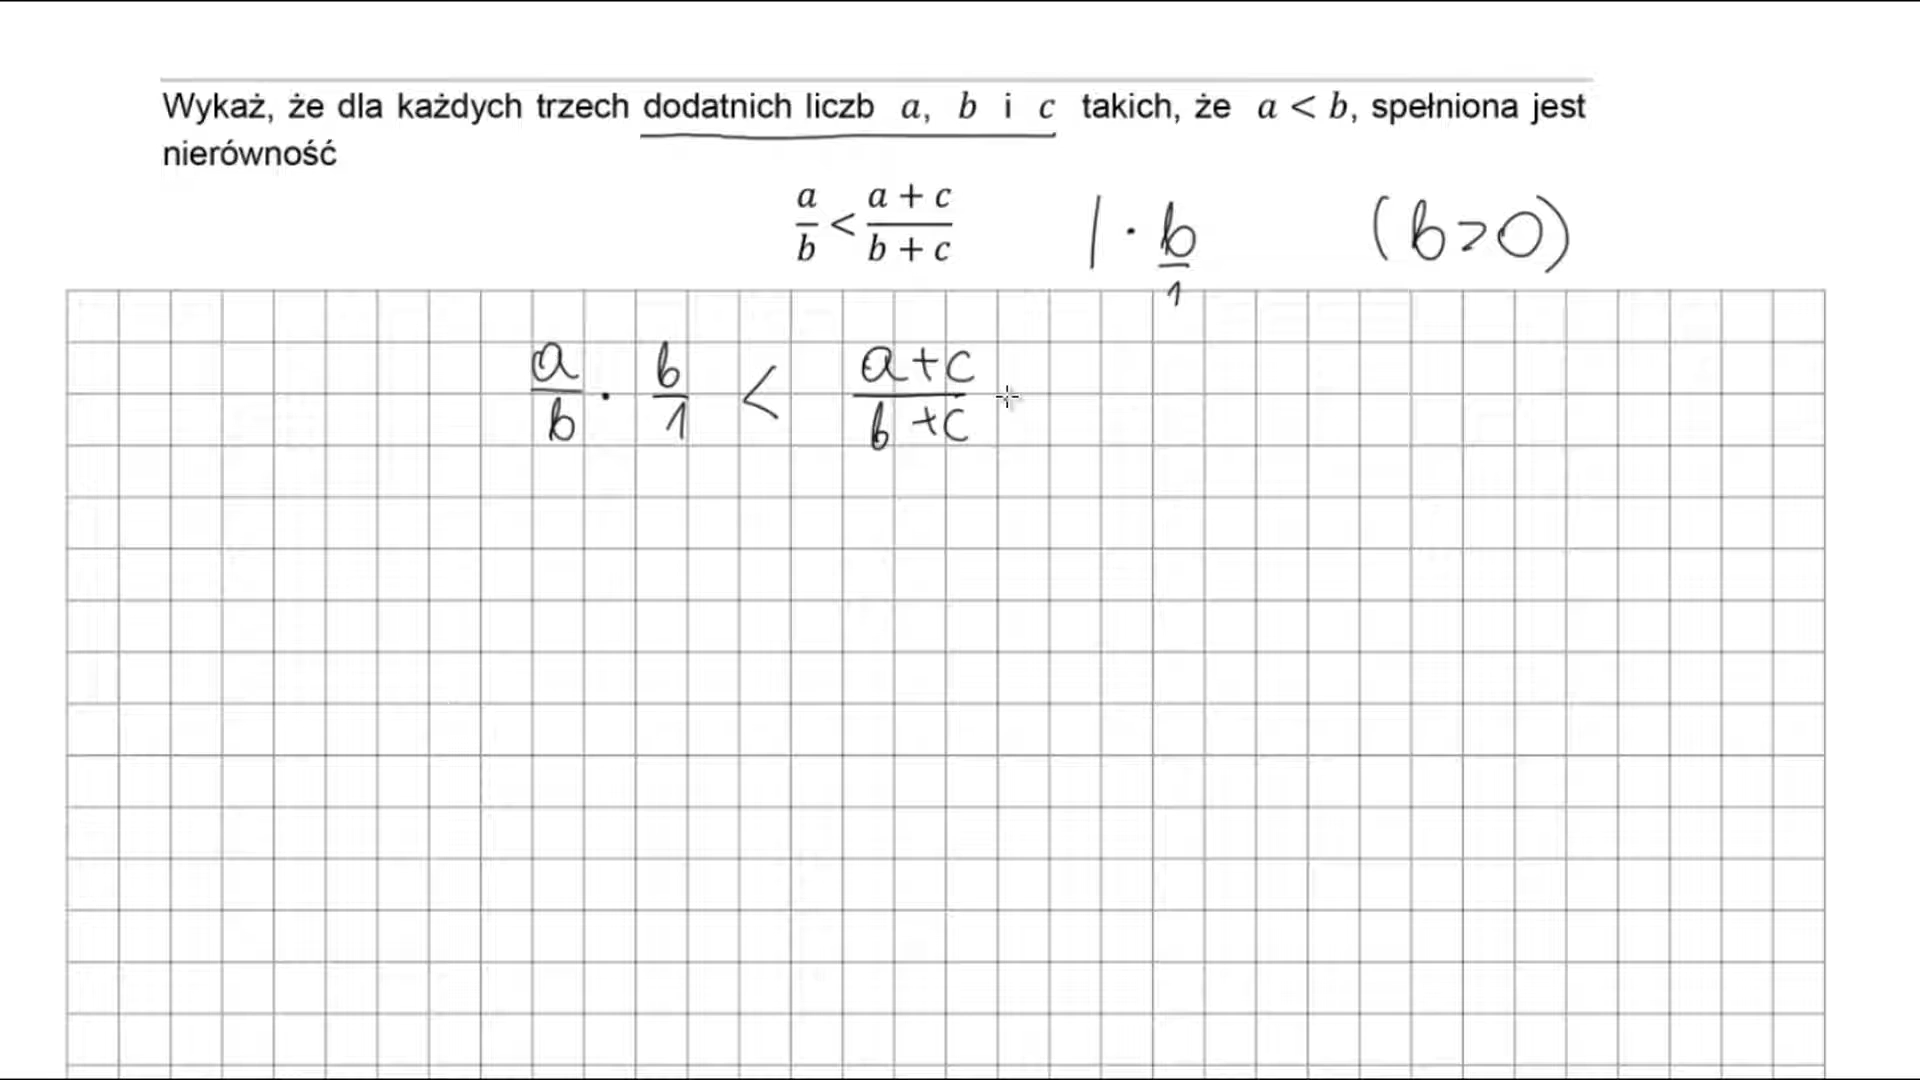 Wykaż, że dla każdych trzech dodatnich liczb a, b i c takich, że a < b, spełniona jest
nierówność
a/b < (a + c)/(b + c) | · b/1 (b>0)
a/b · b/1 < (a+c)/(b+c)